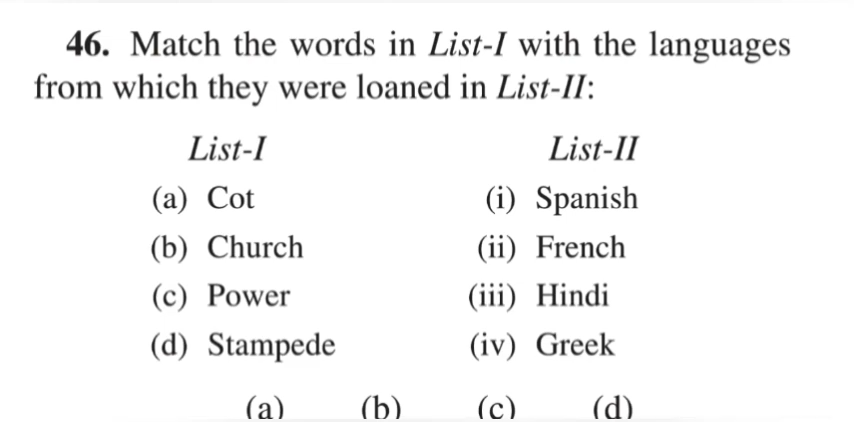 46. Match the words in List-I with the languages
from which they were loaned in List-II:
List-I List-II
(a) Cot (i) Spanish
(b) Church (ii) French
(c) Power (iii) Hindi
(d) Stampede (iv) Greek
(a) (b) (c) (d)